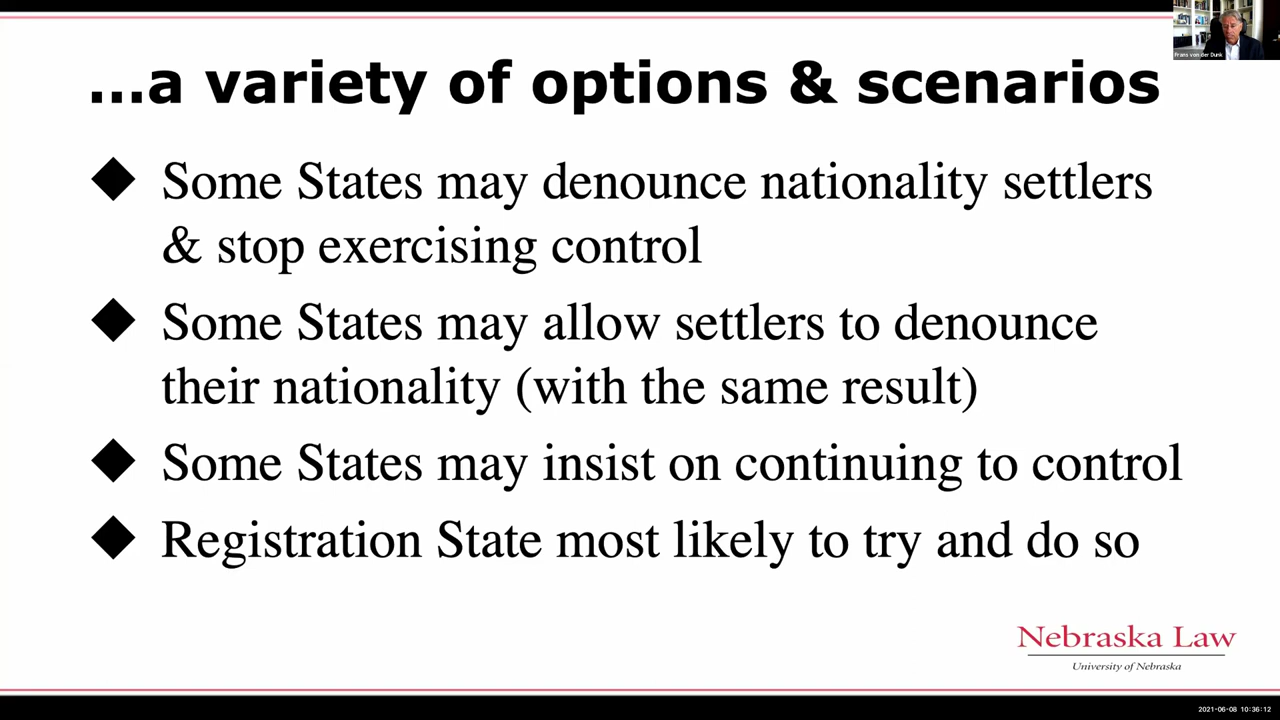 Frans von der Dunk
...a variety of options & scenarios
◆ Some States may denounce nationality settlers
& stop exercising control
◆ Some States may allow settlers to denounce
their nationality (with the same result)
◆ Some States may insist on continuing to control
◆ Registration State most likely to try and do so
Nebraska Law
University of Nebraska
2021-06-08 10:36:12